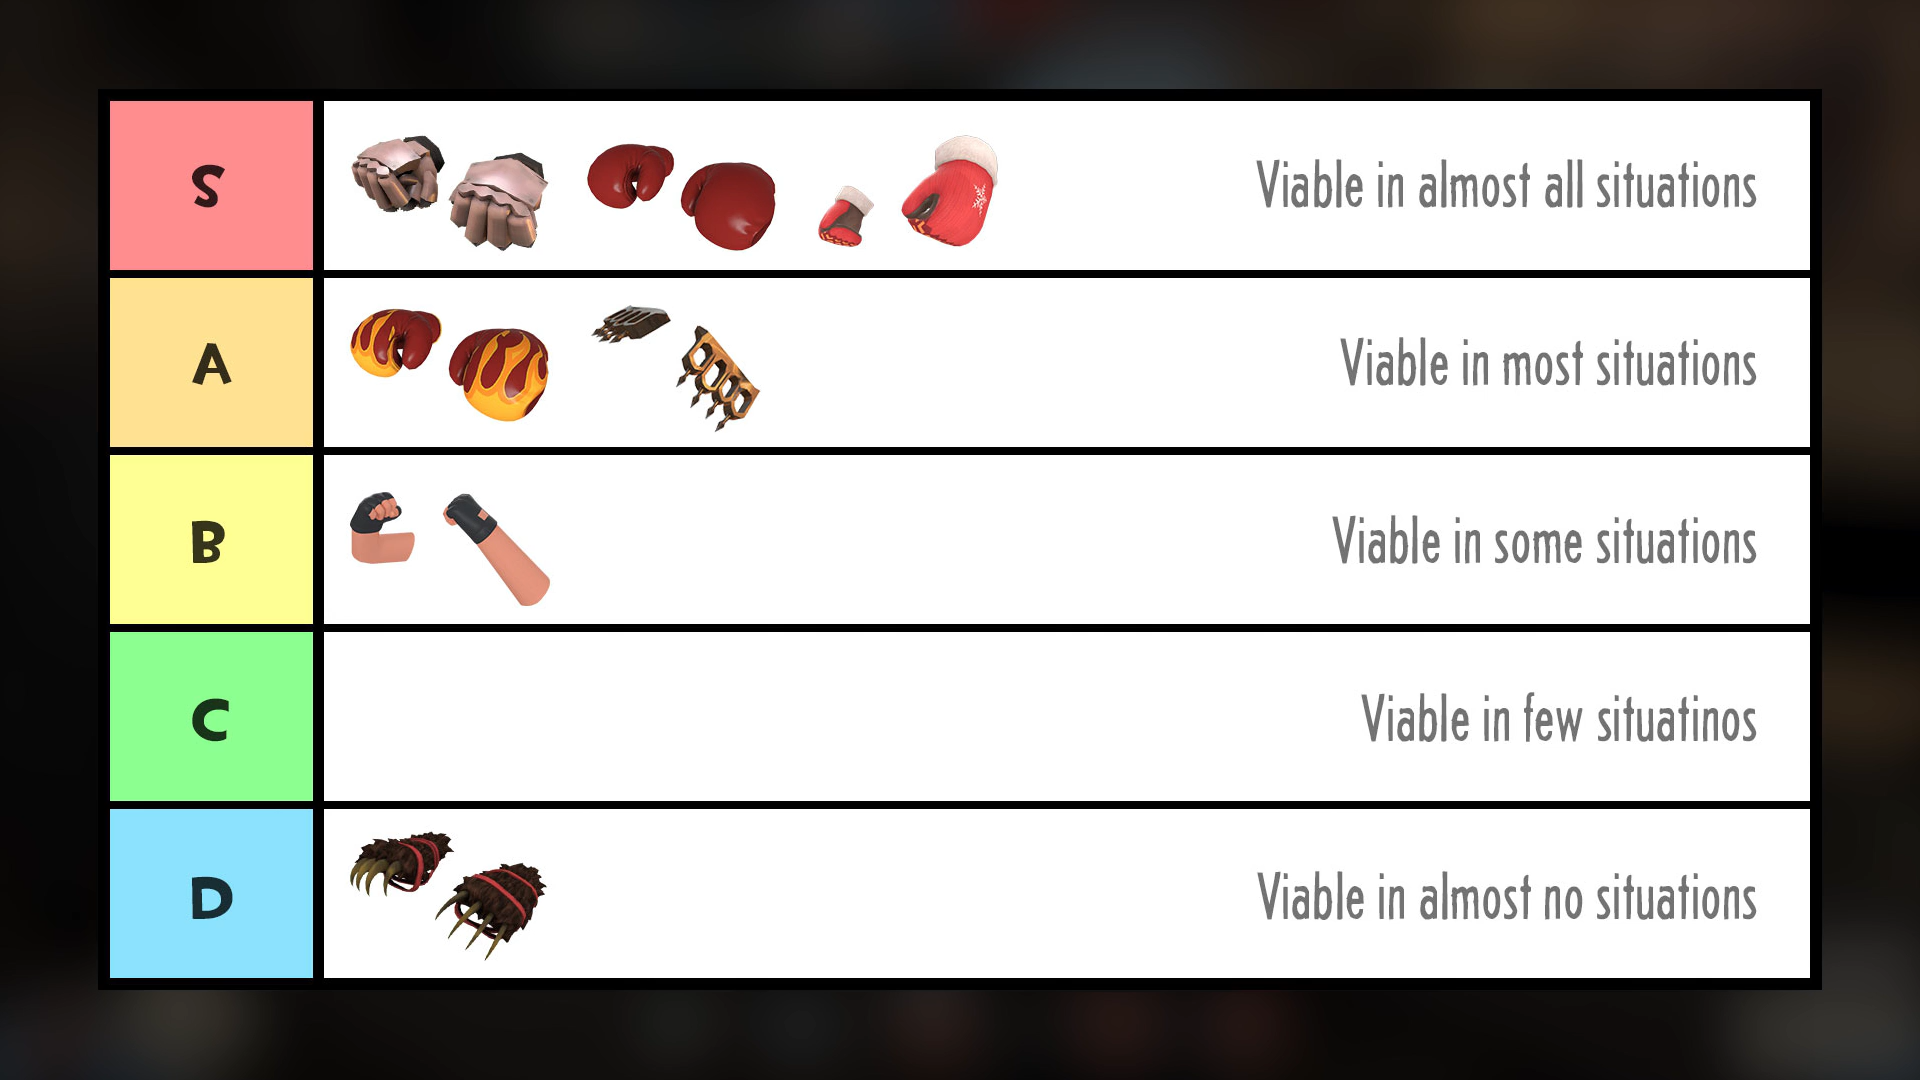 S
Viable in almost all situations
A
Viable in most situations
B
Viable in some situations
C
Viable in few situatinos
D
Viable in almost no situations